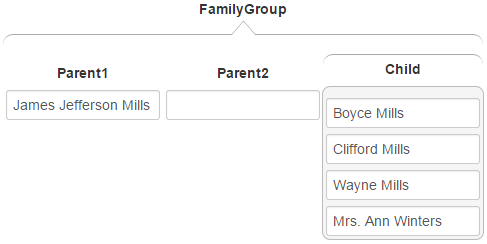 FamilyGroup
Parent1
Parent2
Child
James Jefferson Mills
Boyce Mills
Clifford Mills
Wayne Mills
Mrs. Ann Winters